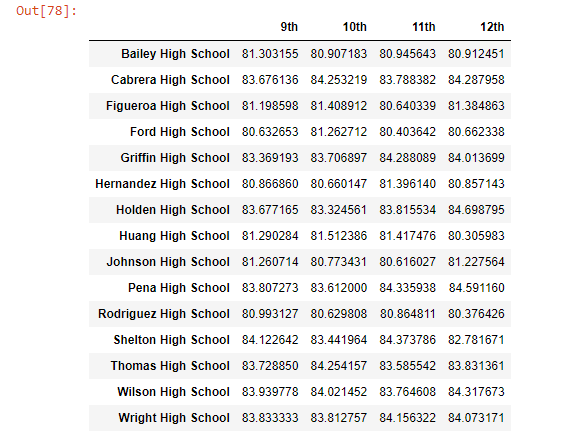 Out[78]:
9th 10th 11th 12th
Bailey High School 81.303155 80.907183 80.945643 80.912451
Cabrera High School 83.676136 84.253219 83.788382 84.287958
Figueroa High School 81.198598 81.408912 80.640339 81.384863
Ford High School 80.632653 81.262712 80.403642 80.662338
Griffin High School 83.369193 83.706897 84.288089 84.013699
Hernandez High School 80.866860 80.660147 81.396140 80.857143
Holden High School 83.677165 83.324561 83.815534 84.698795
Huang High School 81.290284 81.512386 81.417476 80.305983
Johnson High School 81.260714 80.773431 80.616027 81.227564
Pena High School 83.807273 83.612000 84.335938 84.591160
Rodriguez High School 80.993127 80.629808 80.864811 80.376426
Shelton High School 84.122642 83.441964 84.373786 82.781671
Thomas High School 83.728850 84.254157 83.585542 83.831361
Wilson High School 83.939778 84.021452 83.764608 84.317673
Wright High School 83.833333 83.812757 84.156322 84.073171